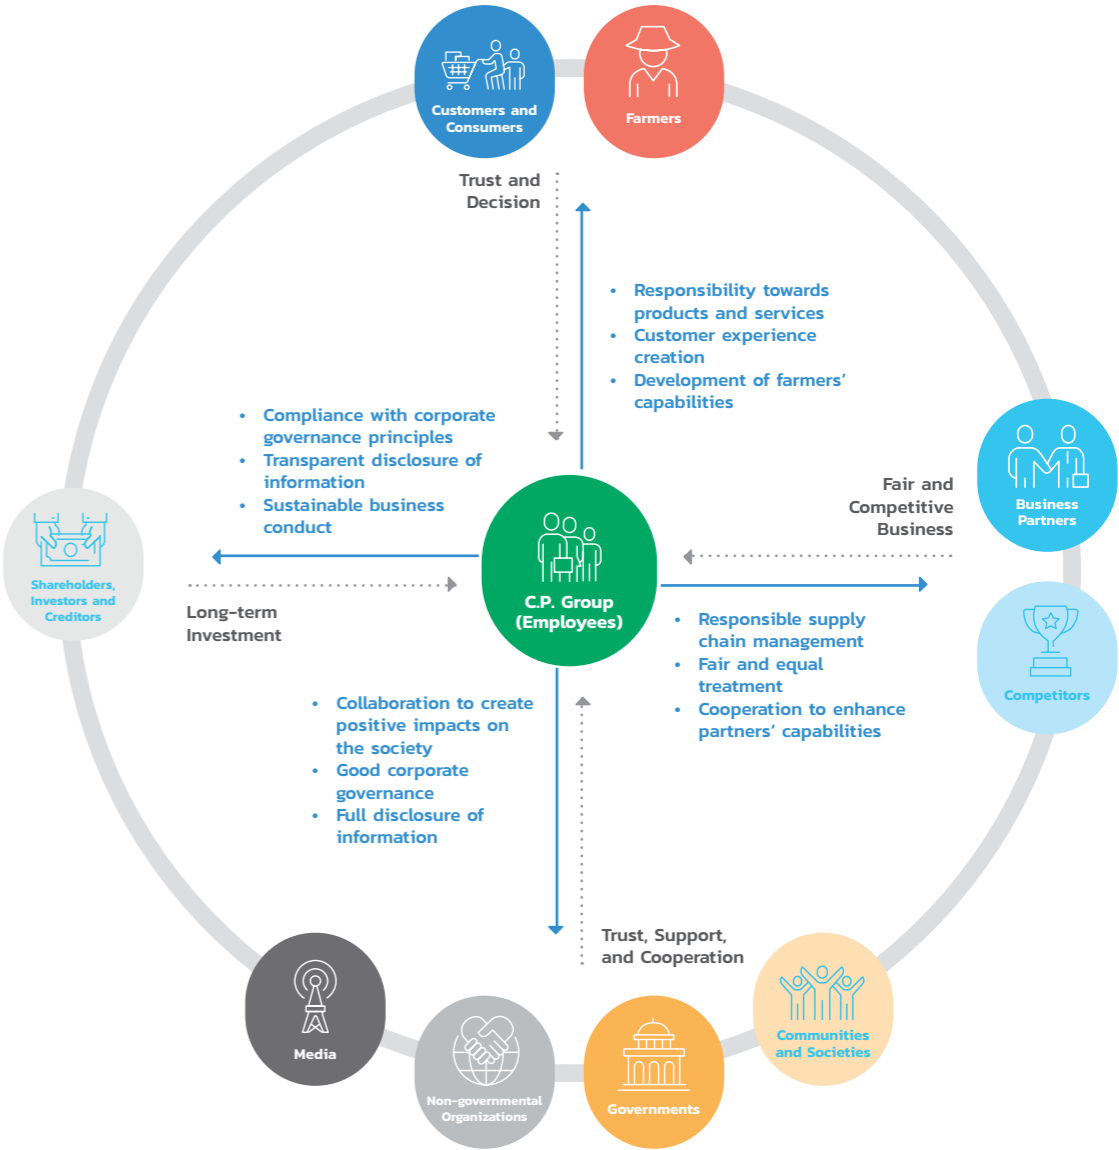 Customers and
Consumers
Farmers
Trust and
Decision
• Responsibility towards
products and services
• Customer experience
creation
• Development of farmers’
capabilities
• Compliance with corporate
governance principles
• Transparent disclosure of
information
• Sustainable business
conduct
Fair and
Competitive
Business
Business
Partners
Shareholders,
Investors and
Creditors
Long-term
Investment
C.P. Group
(Employees)
• Responsible supply
chain management
• Fair and equal
treatment
• Cooperation to enhance
partners’ capabilities
Competitors
• Collaboration to create
positive impacts on
the society
• Good corporate
governance
• Full disclosure of
information
Trust, Support,
and Cooperation
Media
Non-governmental
Organizations
Governments
Communities
and Societies